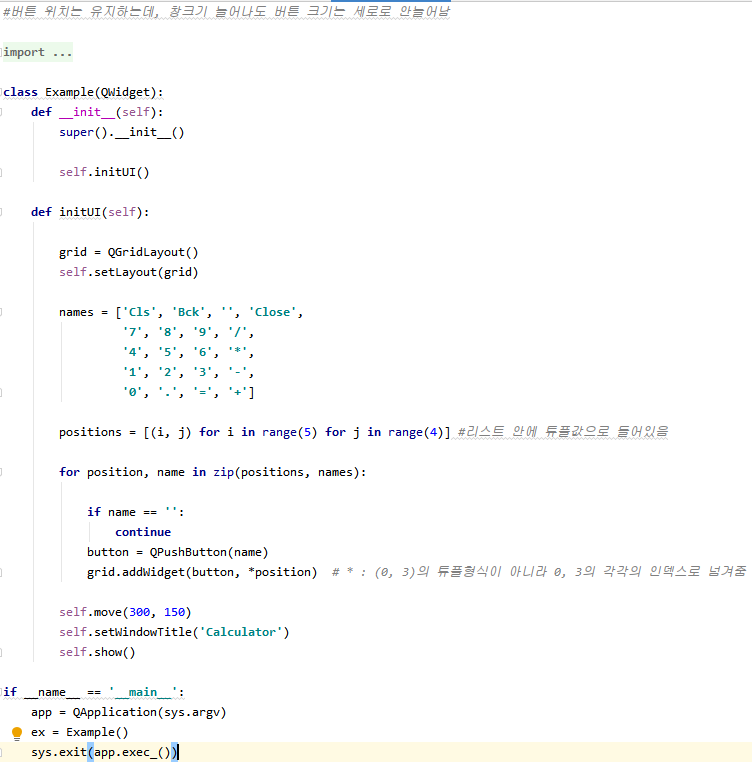 #버튼 위치는 유지하는데, 창크기 늘어나도 버튼 크기는 세로로 안늘어남
import ...
class Example(QWidget):
def __init__(self):
super().__init__()
self.initUI()
def initUI(self):
grid = QGridLayout()
self.setLayout(grid)
names = ['Cls', 'Bck', '', 'Close',
'7', '8', '9', '/',
'4', '5', '6', '*',
'1', '2', '3', '-',
'0', '.', '=', '+']
positions = [(i, j) for i in range(5) for j in range(4)] #리스트 안에 튜플값으로 들어있음
for position, name in zip(positions, names):
if name == '':
continue
button = QPushButton(name)
grid.addWidget(button, *position)  # * : (0, 3)의 튜플형식이 아니라 0, 3의 각각의 인덱스로 넘겨줌
self.move(300, 150)
self.setWindowTitle('Calculator')
self.show()
if __name__ == '__main__':
app = QApplication(sys.argv)
ex = Example()
sys.exit(app.exec_())